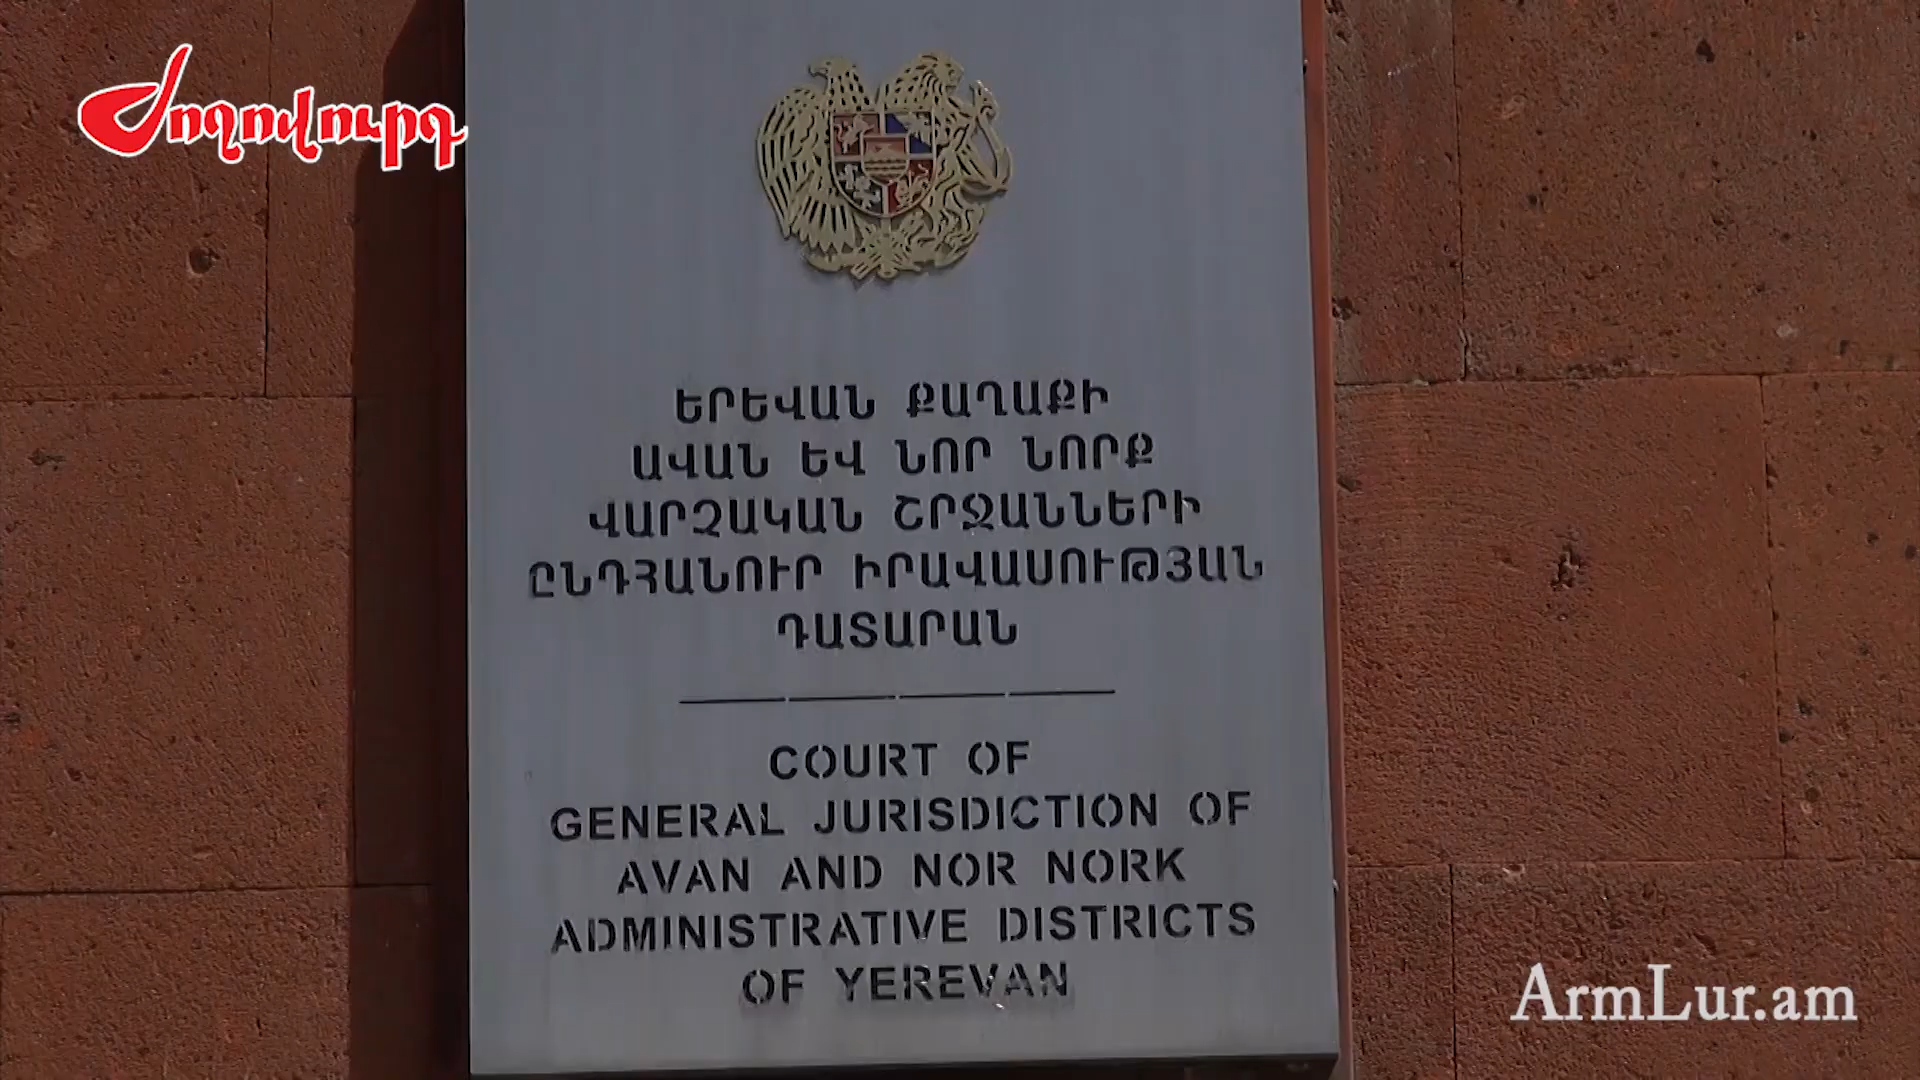 Ժողովուրդ
ԵՐԵՎԱՆ ՔԱՂԱՔԻ
ԱՎԱՆ ԵՎ ՆՈՐ ՆՈՐՔ
ՎԱՐՉԱԿԱՆ ՇՐՋԱՆՆԵՐԻ
ԸՆԴՀԱՆՈՒՐ ԻՐԱՎԱՍՈՒԹՅԱՆ
ԴԱՏԱՐԱՆ
COURT OF
GENERAL JURISDICTION OF
AVAN AND NOR NORK
ADMINISTRATIVE DISTRICTS
OF YEREVAN
ArmLur.am